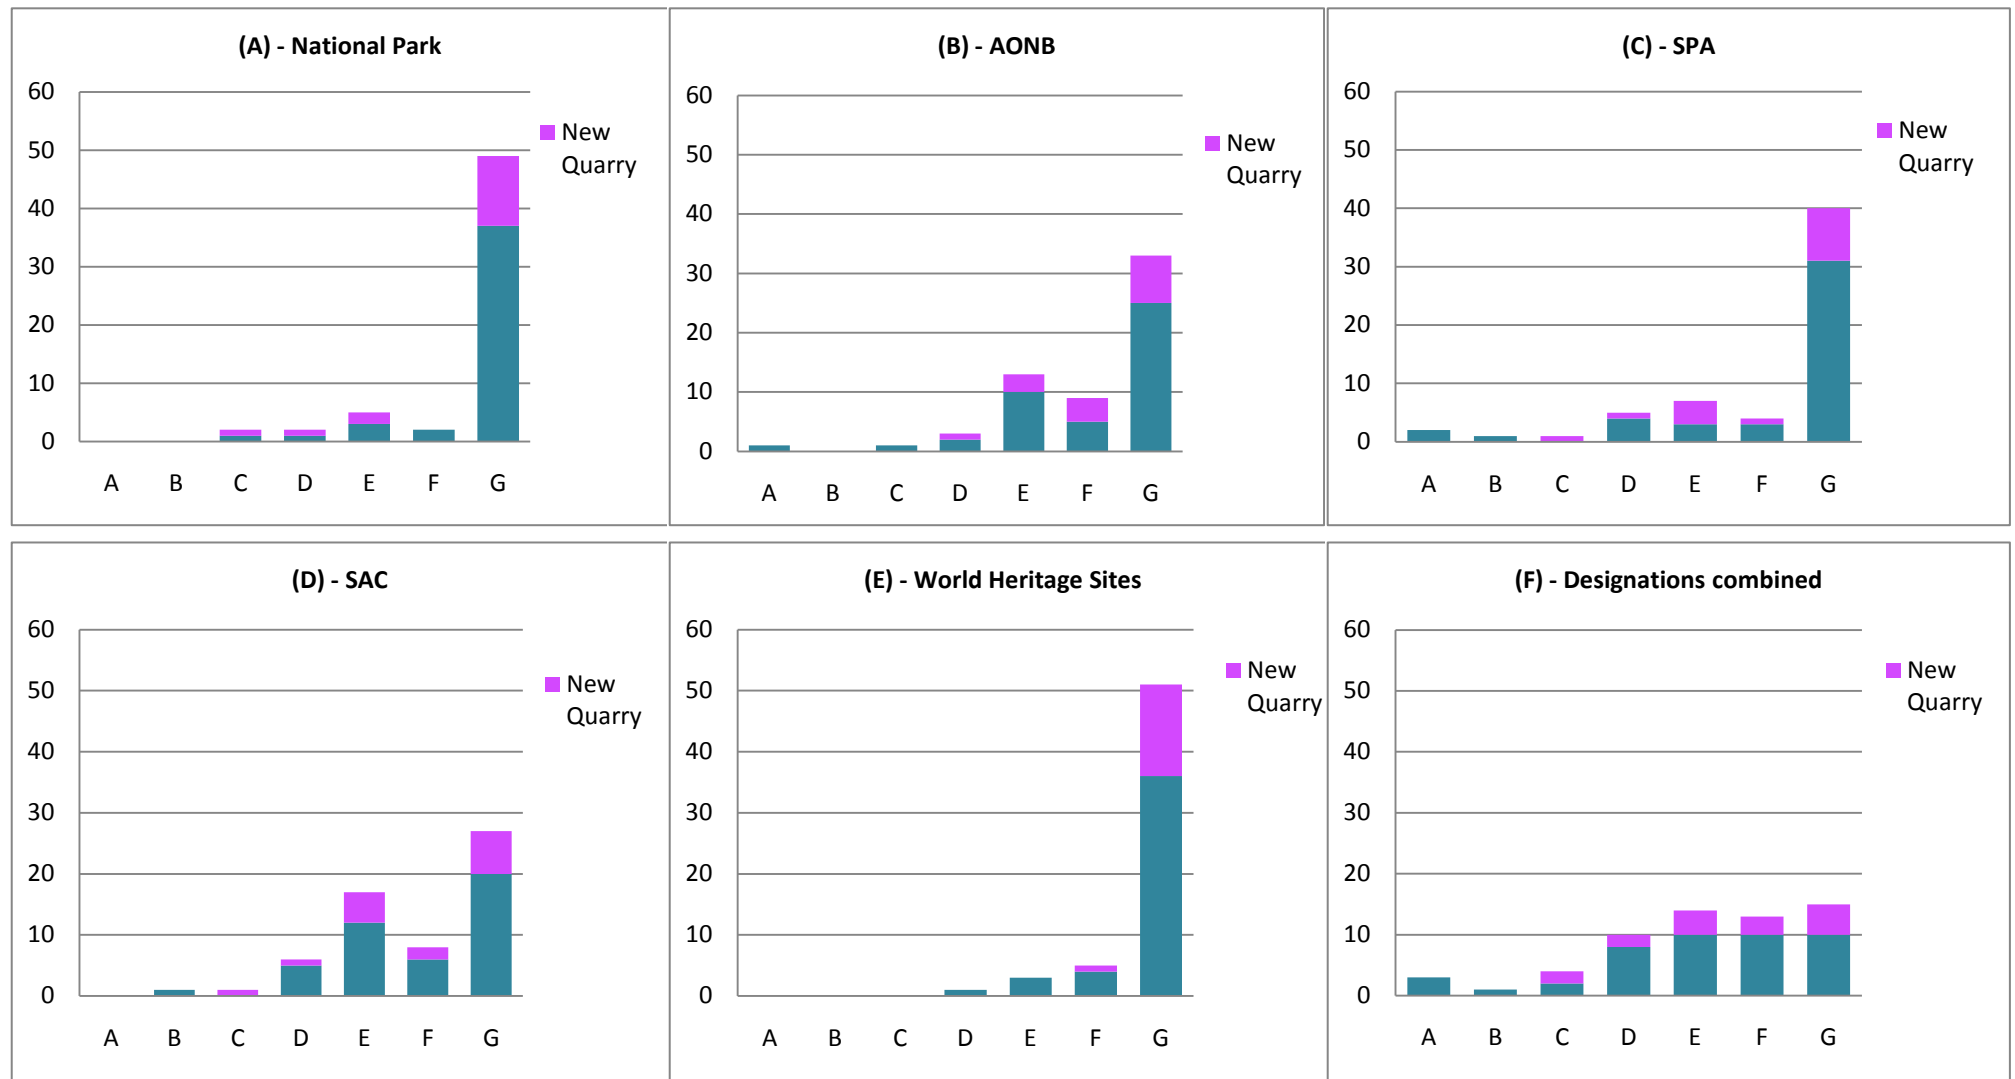 (A) - National Park
60
50
40
30
20
10
0
A B C D E F G
New
Quarry
(B) - AONB
60
50
40
30
20
10
0
A B C D E F G
New
Quarry
(C) - SPA
60
50
40
30
20
10
0
A B C D E F G
New
Quarry
(D) - SAC
60
50
40
30
20
10
0
A B C D E F G
New
Quarry
(E) - World Heritage Sites
60
50
40
30
20
10
0
A B C D E F G
New
Quarry
(F) - Designations combined
60
50
40
30
20
10
0
A B C D E F G
New
Quarry